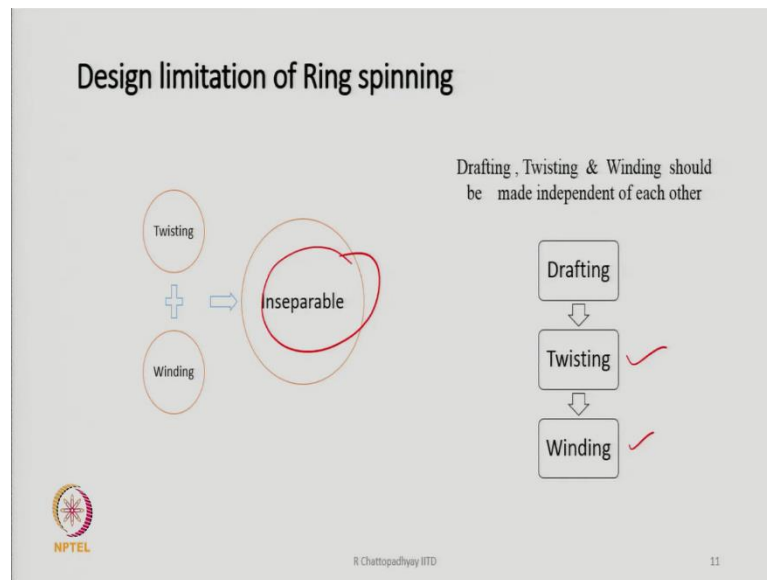 Design limitation of Ring spinning
Drafting , Twisting & Winding should
be made independent of each other
Twisting
Winding
Inseparable
Drafting
Twisting
Winding
NPTEL
R Chattopadhyay IITD
11